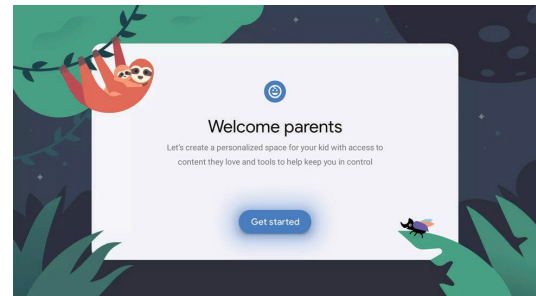 Welcome parents
Let's create a personalized space for your kid with access to
content they love and tools to help keep you in control
Get started